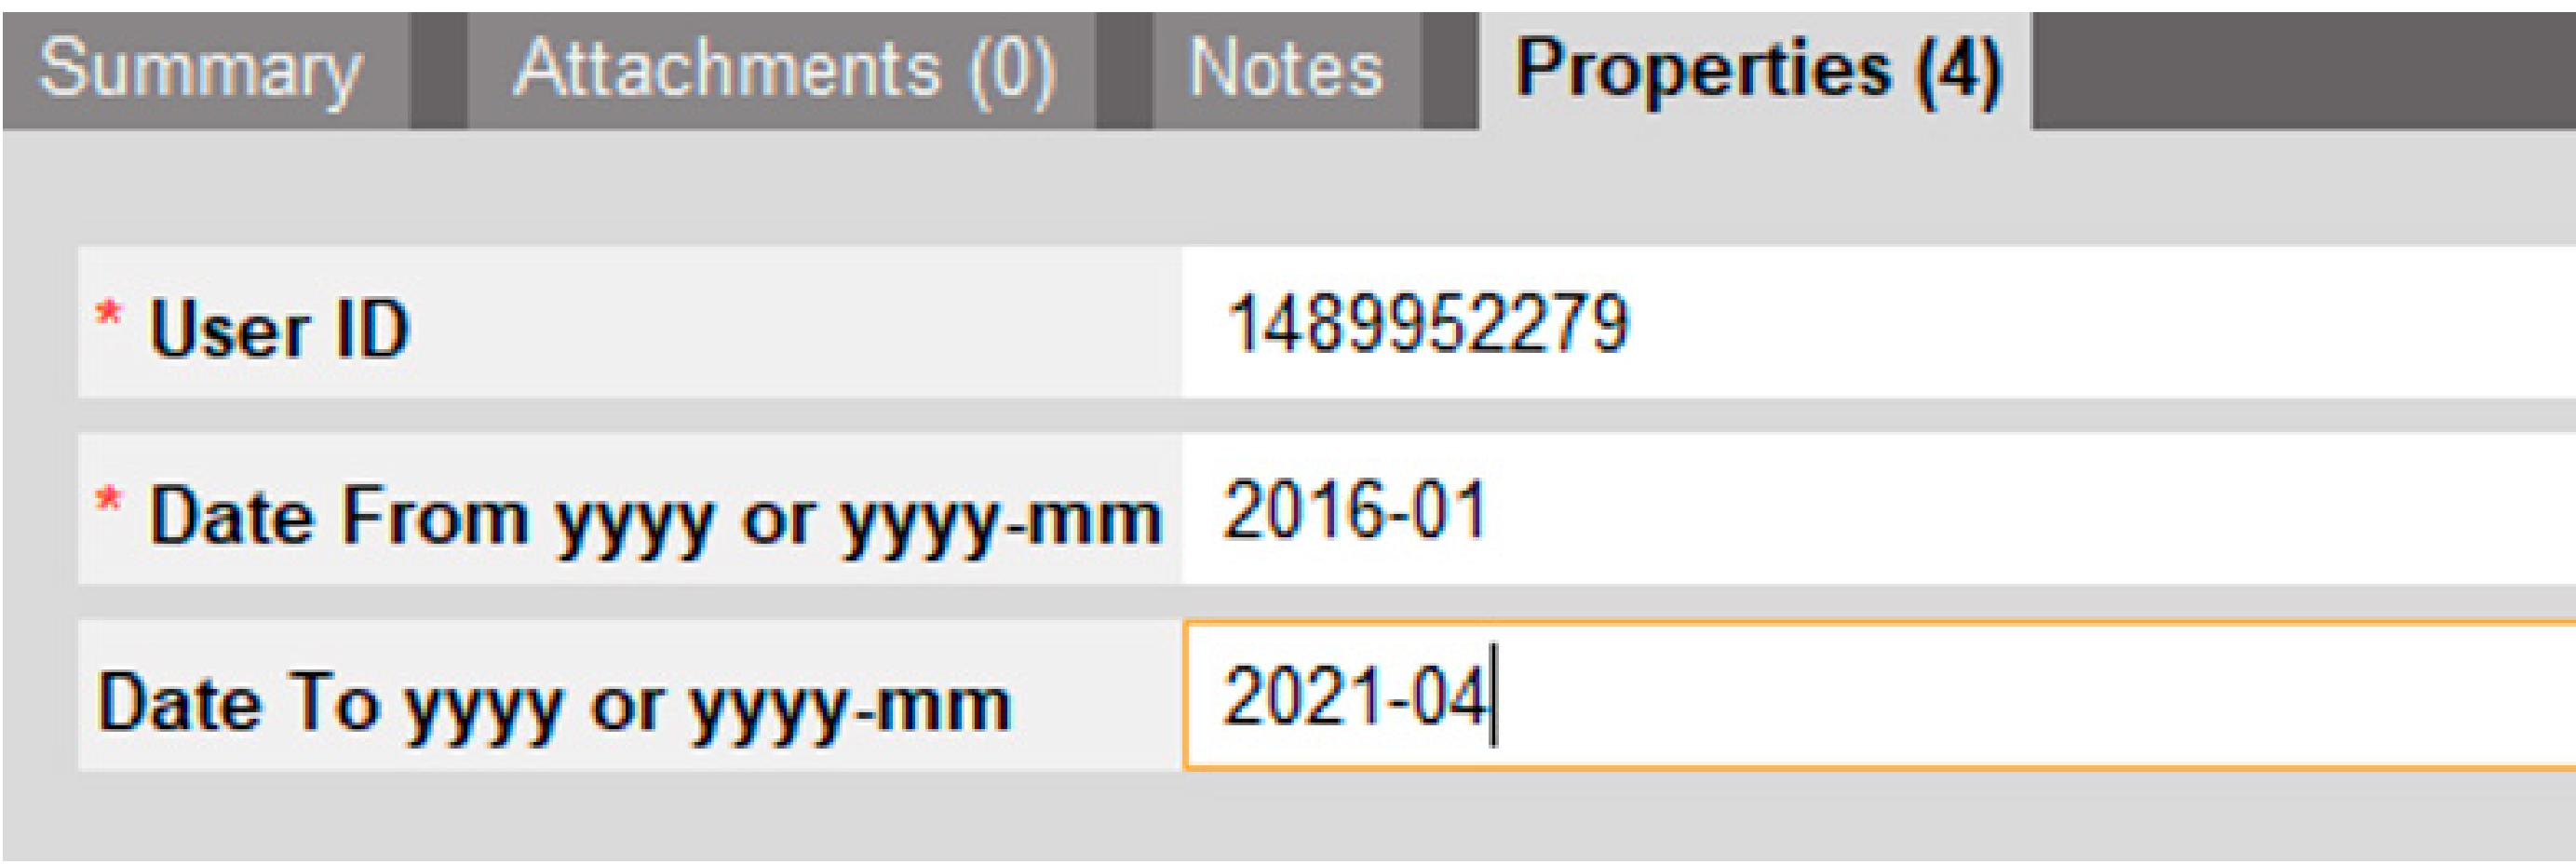 Summary Attachments (0) Notes Properties (4)
* User ID 1489952279
* Date From yyyy or yyyy-mm 2016-01
Date To yyyy or yyyy-mm 2021-04